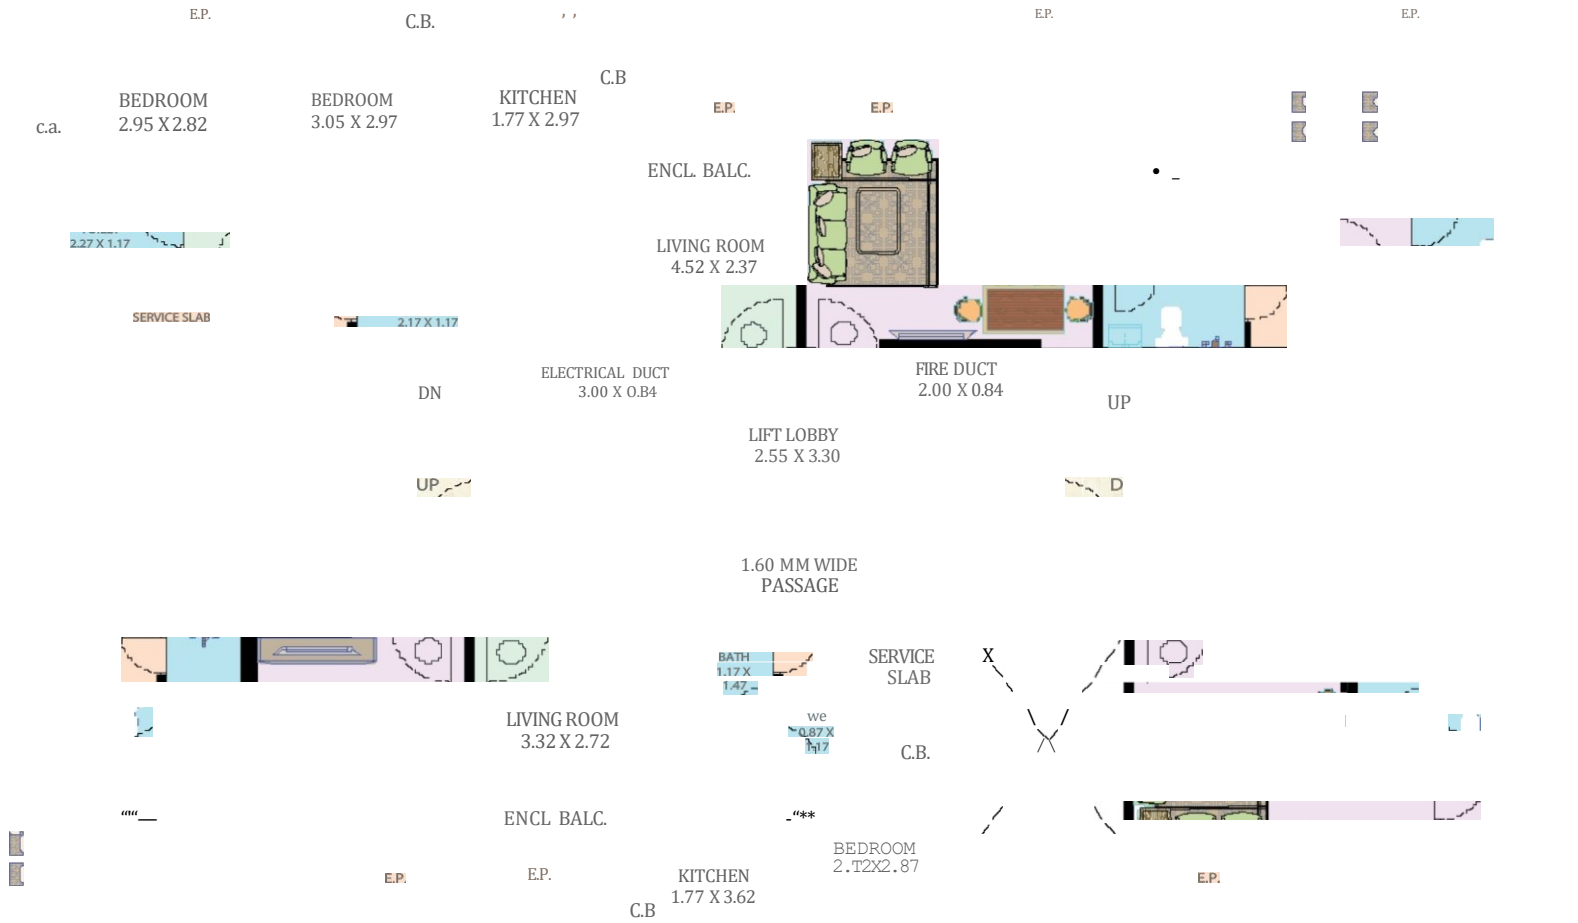 E.P.
C.B.
, ,
E.P.
E.P.
C.B
BEDROOM
2.95 X 2.82
BEDROOM
3.05 X 2.97
KITCHEN
1.77 X 2.97
E.P.
E.P.
c.a.
ENCL. BALC.
• _
2.27 X 1.17
LIVING ROOM
4.52 X 2.37
SERVICE SLAB
2.17 X 1.17
ELECTRICAL DUCT
3.00 X O.B4
FIRE DUCT
2.00 X 0.84
DN
UP
LIFT LOBBY
2.55 X 3.30
UP
D
1.60 MM WIDE
PASSAGE
BATH
1.17 X
1.47
SERVICE
SLAB
X
LIVING ROOM
3.32 X 2.72
we
0.87 X
1.17
C.B.
ENCL BALC.
"“—
-“**
BEDROOM
2.T2X2.87
E.P.
E.P.
KITCHEN
1.77 X 3.62
E.P.
C.B